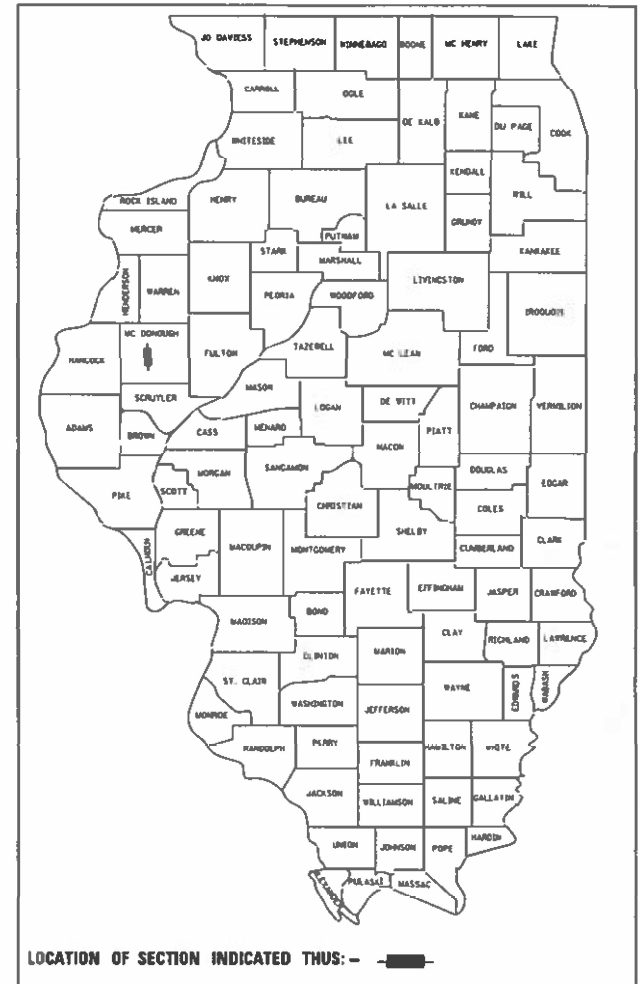 JO DAVIESS STEPHENSON WINNEBAGO BOONE MC HENRY LAKE
CARROLL OGLE DE KALB KANE DU PAGE COOK
WHITESIDE LEE
KENDALL
ROCK ISLAND HENRY BUREAU LA SALLE GRUNDY WILL
MERCER PUTNAM
STARK MARSHALL KANKAKEE
HENDERSON WARREN KNOX PEORIA WOODFORD LIVINGSTON
IROQUOIS
MC DONOUGH
HANCOCK FULTON TAZEWELL MC LEAN FORD
MASON
SCHUYLER LOGAN DE WITT CHAMPAIGN VERMILION
ADAMS BROWN CASS MENARD PIATT
MACON
PIKE SCOTT MORGAN SANGAMON MOULTRIE DOUGLAS EDGAR
CHRISTIAN COLES
CALHOUN GREENE MACOUPIN MONTGOMERY SHELBY CUMBERLAND CLARK
JERSEY
FAYETTE EFFINGHAM JASPER CRAWFORD
MADISON BOND
CLAY RICHLAND LAWRENCE
CLINTON MARION
ST. CLAIR WAYNE EDWARDS WABASH
MONROE WASHINGTON JEFFERSON
RANDOLPH PERRY HAMILTON WHITE
FRANKLIN
JACKSON WILLIAMSON SALINE GALLATIN
UNION JOHNSON POPE HARDIN
ALEXANDER PULASKI MASSAC
LOCATION OF SECTION INDICATED THUS: -